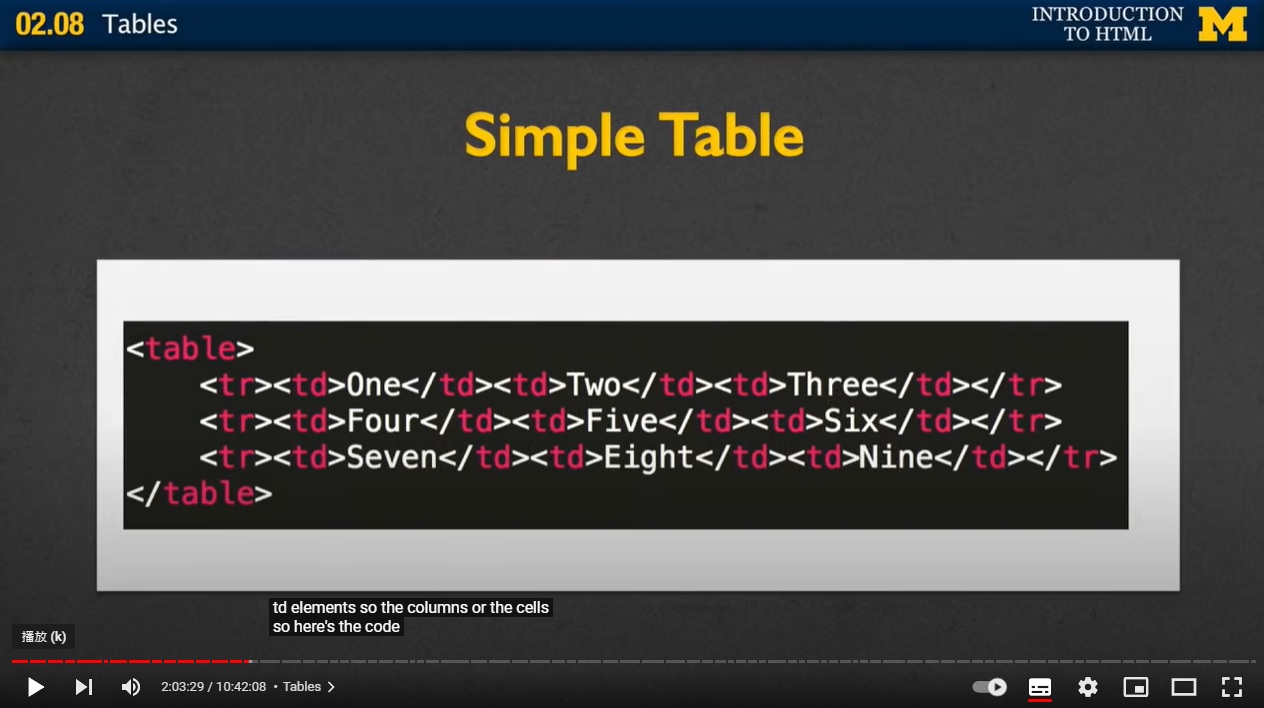 02.08 Tables
INTRODUCTION
TO HTML
M
Simple Table
<table>
<tr><td>One</td><td>Two</td><td>Three</td></tr>
<tr><td>Four</td><td>Five</td><td>Six</td></tr>
<tr><td>Seven</td><td>Eight</td><td>Nine</td></tr>
</table>
td elements so the columns or the cells
so here's the code
播放 (k)
2:03:29 / 10:42:08 • Tables